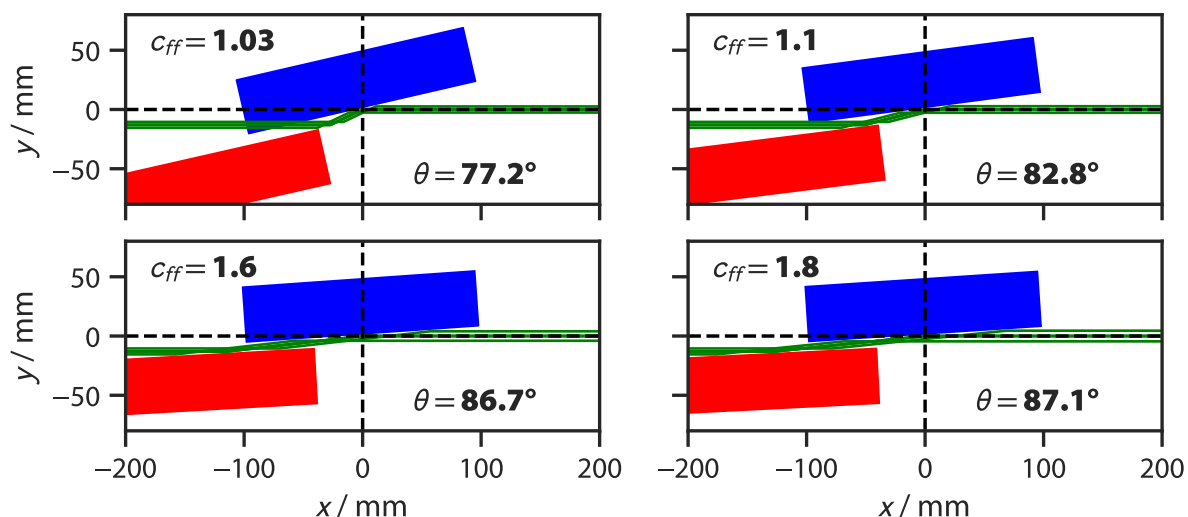 c_ff = 1.03
c_ff = 1.1
50
0
−50
y / mm
θ = 77.2°
θ = 82.8°
c_ff = 1.6
c_ff = 1.8
50
0
−50
y / mm
θ = 86.7°
θ = 87.1°
−200 −100 0 100 200
−200 −100 0 100 200
x / mm
x / mm